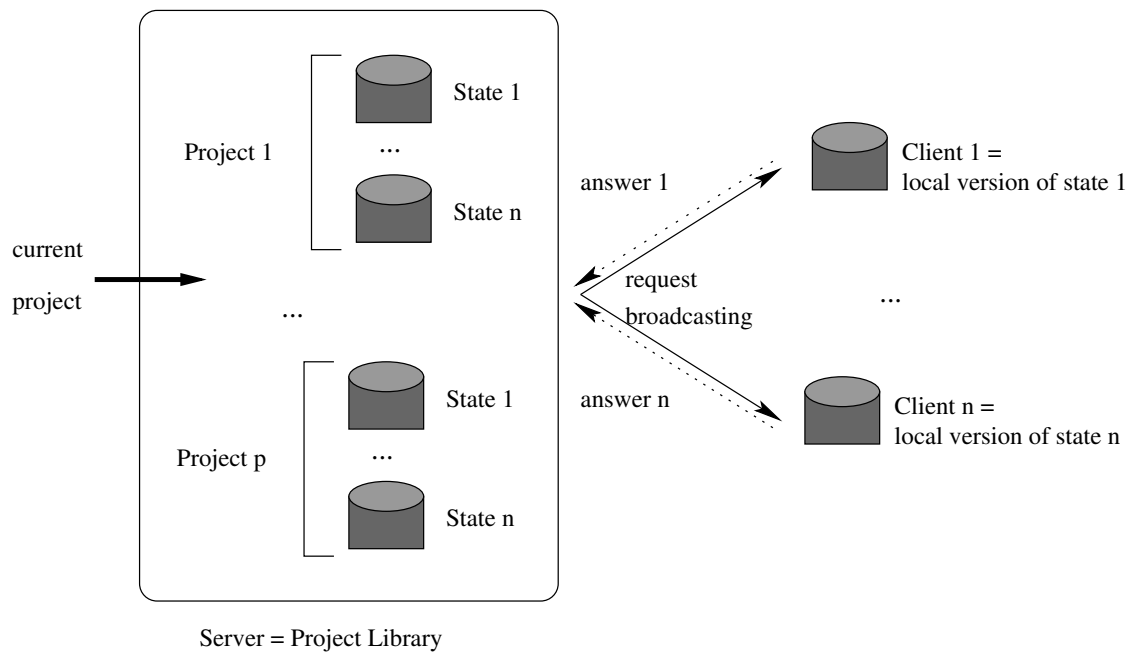 State 1
Project 1
...
State n
current
project
...
State 1
Project p
...
State n
Server = Project Library
answer 1
request
broadcasting
answer n
Client 1 =
local version of state 1
...
Client n =
local version of state n